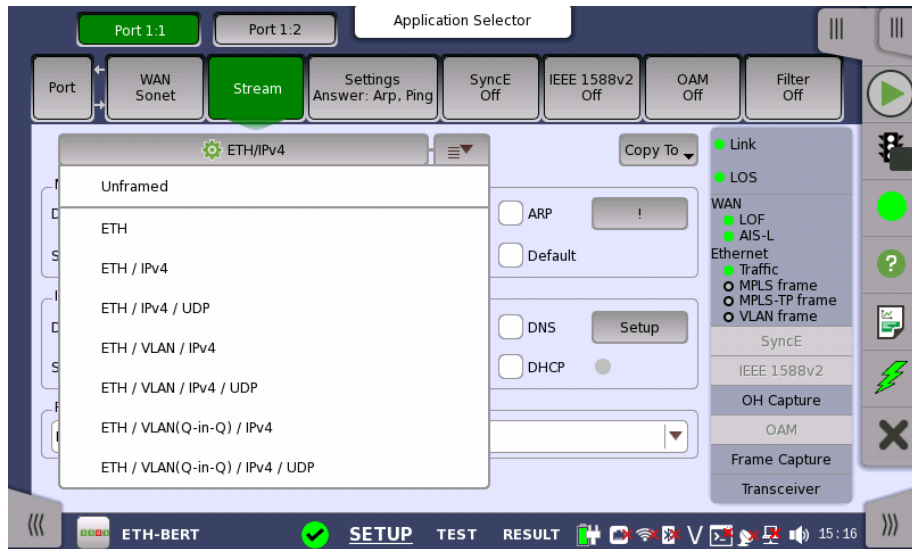 Application Selector
Port 1:1
Port 1:2
Port
WAN
Sonet
Stream
Settings
Answer: Arp, Ping
SyncE
Off
IEEE 1588v2
Off
OAM
Off
Filter
Off
ETH/IPv4
Copy To
Unframed
ETH
ETH / IPv4
ETH / IPv4 / UDP
ETH / VLAN / IPv4
ETH / VLAN / IPv4 / UDP
ETH / VLAN(Q-in-Q) / IPv4
ETH / VLAN(Q-in-Q) / IPv4 / UDP
ARP
!
Default
DNS
Setup
DHCP
Link
LOS
WAN
LOF
AIS-L
Ethernet
Traffic
MPLS frame
MPLS-TP frame
VLAN frame
SyncE
IEEE 1588v2
OH Capture
OAM
Frame Capture
Transceiver
?
ETH-BERT
SETUP
TEST
RESULT
V
15:16